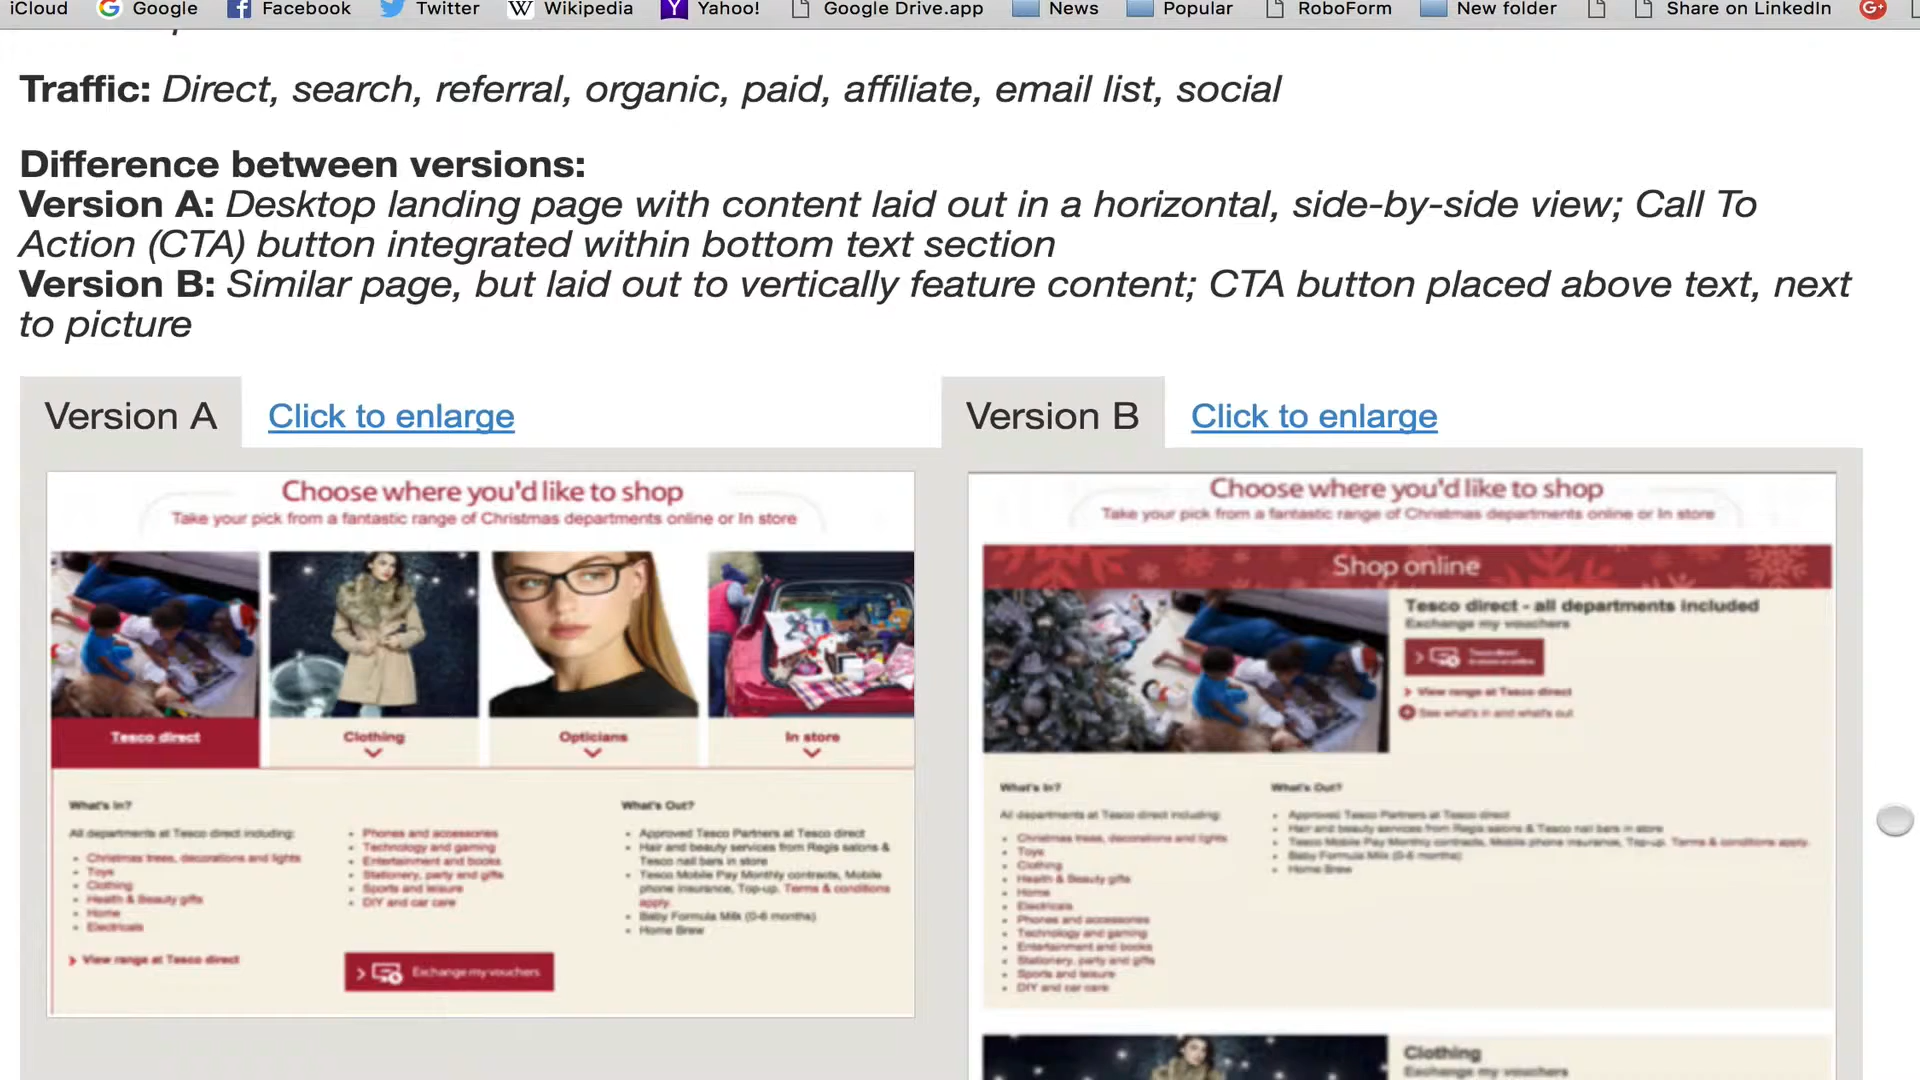 iCloud Google Facebook Twitter Wikipedia Yahoo! Google Drive.app News Popular RoboForm New folder Share on LinkedIn
Traffic: Direct, search, referral, organic, paid, affiliate, email list, social
Difference between versions:
Version A: Desktop landing page with content laid out in a horizontal, side-by-side view; Call To
Action (CTA) button integrated within bottom text section
Version B: Similar page, but laid out to vertically feature content; CTA button placed above text, next
to picture
Version A Click to enlarge
Choose where you'd like to shop
Take your pick from a fantastic range of Christmas departments online or In store
Tesco direct
Clothing
Opticians
In store
What's In?
All departments at Tesco direct including:
Christmas trees, decorations and lights
Toys
Clothing
Health & Beauty gifts
Home
Electricals
View range at Tesco direct
Phones and accessories
Technology and gaming
Entertainment and books
Stationery, party and gifts
Sports and leisure
DIY and car care
Exchange my vouchers
What's Out?
Approved Tesco Partners at Tesco direct
Hair and beauty services from Regis salons &
Tesco nail bars in store
Tesco Mobile Pay Monthly contracts, Mobile
phone insurance, Top-up. Terms & conditions
apply.
Baby Formula Milk (0-6 months)
Home Brew
Version B Click to enlarge
Choose where you'd like to shop
Take your pick from a fantastic range of Christmas departments online or In store
Shop online
Tesco direct - all departments included
Exchange my vouchers
View range at Tesco direct
See what's in and what's out
What's In?
All departments at Tesco direct including:
Christmas trees, decorations and lights
Toys
Clothing
Health & Beauty gifts
Home
Electricals
Phones and accessories
Technology and gaming
Entertainment and books
Stationery, party and gifts
Sports and leisure
DIY and car care
What's Out?
Approved Tesco Partners at Tesco direct
Hair and beauty services from Regis salons & Tesco nail bars in store
Tesco Mobile Pay Monthly contracts, Mobile phone insurance, Top-up. Terms & conditions apply.
Baby Formula Milk (0-6 months)
Home Brew
Clothing
Exchange my vouchers